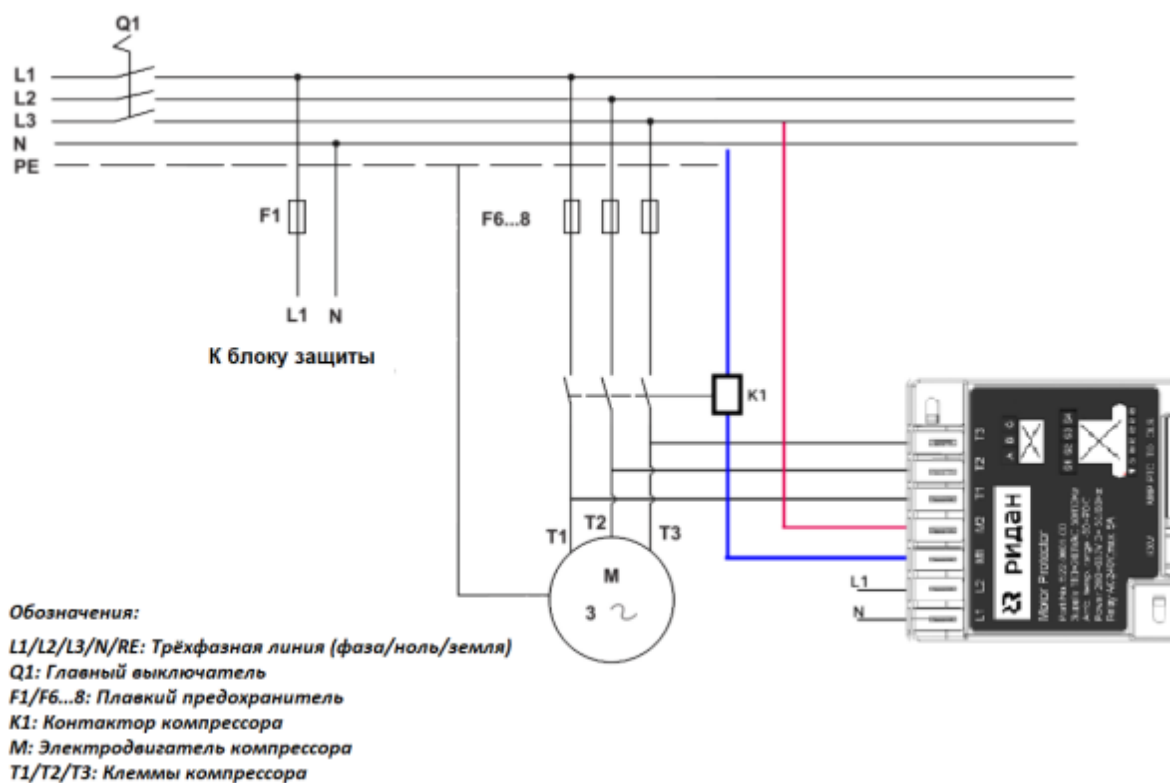 Q1
L1
L2
L3
N
PE
F1
F6...8
L1 N
К блоку защиты
K1
T1 T2 T3
M
3
L1
N
T3
T2
T1
M2
M1
L2
L1
A B C
РИДАН
Motor Protector
Обозначения:
L1/L2/L3/N/RE: Трёхфазная линия (фаза/ноль/земля)
Q1: Главный выключатель
F1/F6...8: Плавкий предохранитель
K1: Контактор компрессора
M: Электродвигатель компрессора
T1/T2/T3: Клеммы компрессора